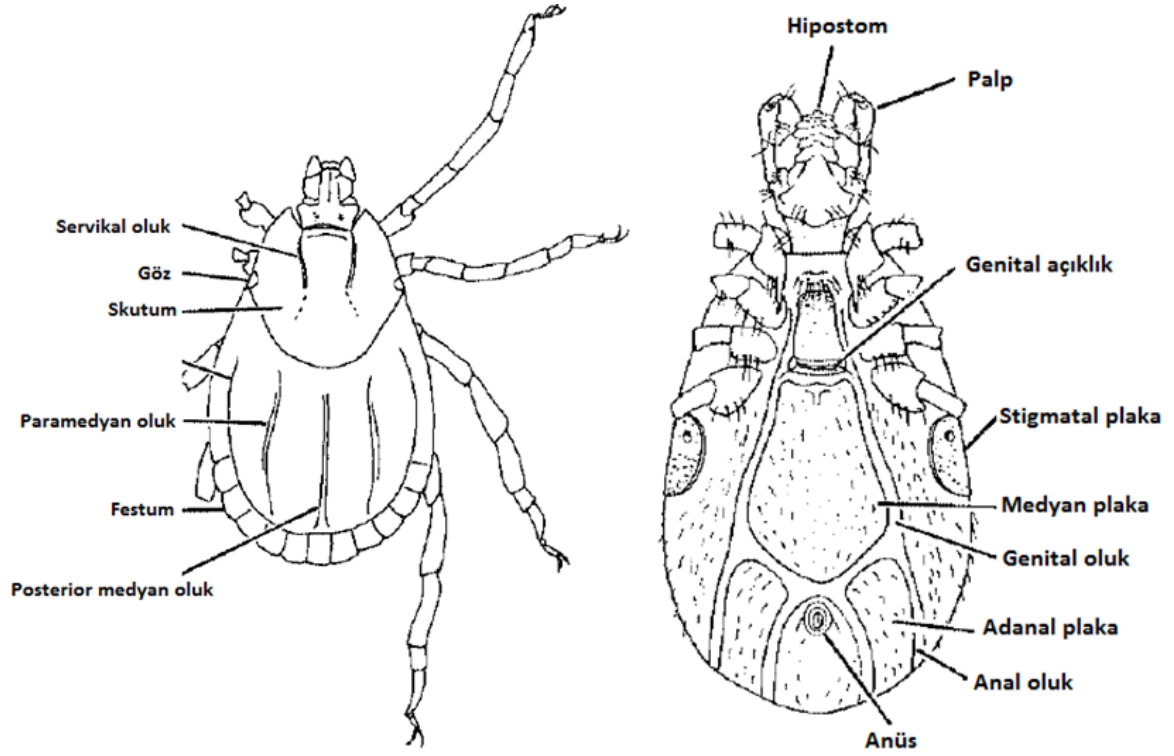 Servikal oluk
Göz
Skutum
Paramedyan oluk
Festum
Posterior medyan oluk
Hipostom
Palp
Genital açıklık
Stigmatal plaka
Medyan plaka
Genital oluk
Adanal plaka
Anal oluk
Anüs